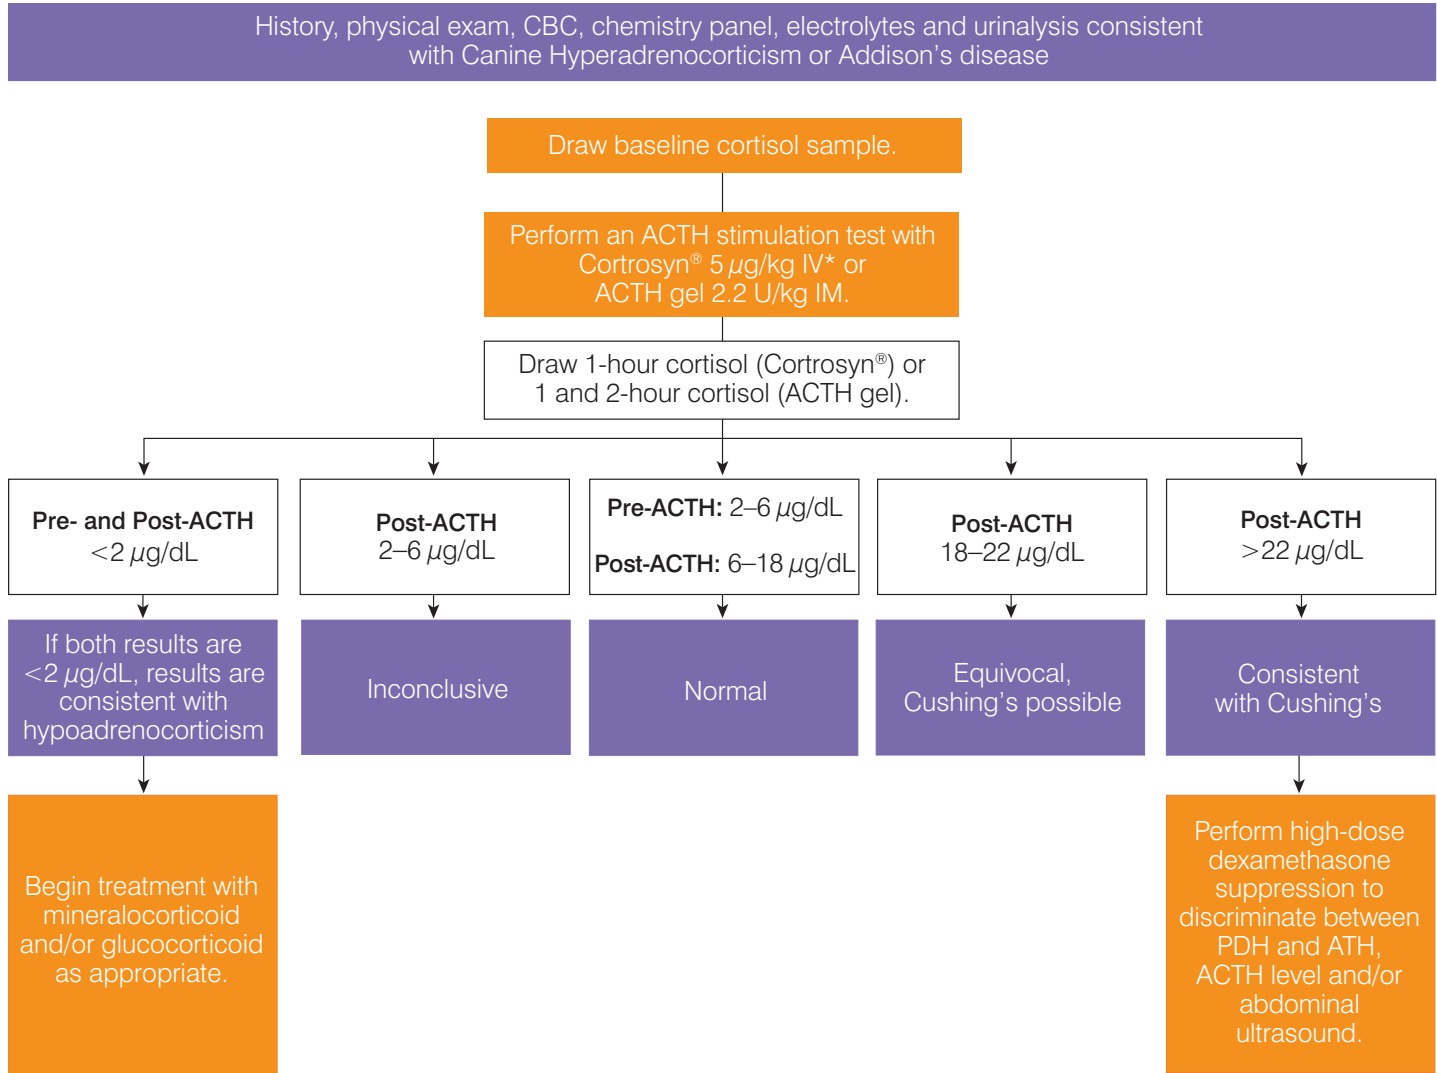 History, physical exam, CBC, chemistry panel, electrolytes and urinalysis consistent
with Canine Hyperadrenocorticism or Addison's disease
Draw baseline cortisol sample.
Perform an ACTH stimulation test with
Cortrosyn® 5 µg/kg IV* or
ACTH gel 2.2 U/kg IM.
Draw 1-hour cortisol (Cortrosyn®) or
1 and 2-hour cortisol (ACTH gel).
Pre- and Post-ACTH
<2 µg/dL
Post-ACTH
2–6 µg/dL
Pre-ACTH: 2–6 µg/dL
Post-ACTH: 6–18 µg/dL
Post-ACTH
18–22 µg/dL
Post-ACTH
>22 µg/dL
If both results are
<2 µg/dL, results are
consistent with
hypoadrenocorticism
Inconclusive
Normal
Equivocal,
Cushing's possible
Consistent
with Cushing's
Begin treatment with
mineralocorticoid
and/or glucocorticoid
as appropriate.
Perform high-dose
dexamethasone
suppression to
discriminate between
PDH and ATH,
ACTH level and/or
abdominal
ultrasound.